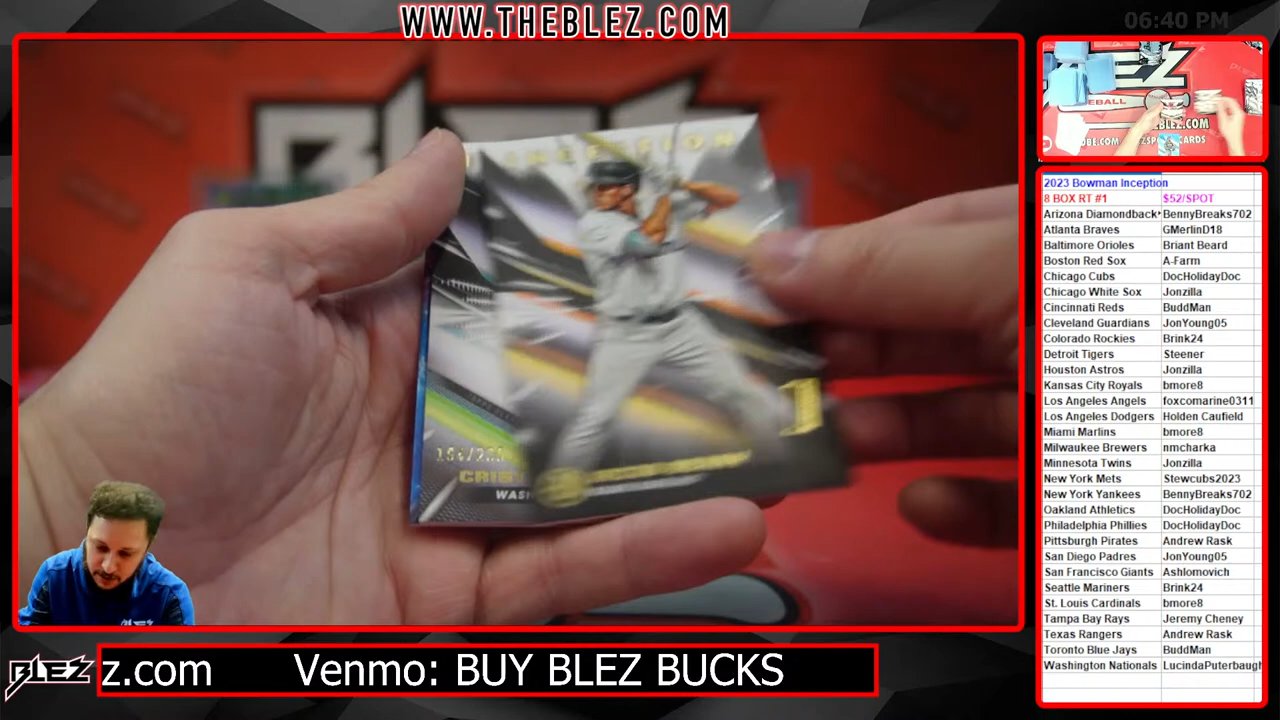 WWW.THEBLEZ.COM
06:40 PM
BLEZ
INCEPTION
CRIST
WASH
2023 Bowman Inception
8 BOX RT #1 $52/SPOT
Arizona Diamondback BennyBreaks702
Atlanta Braves GMerlinD18
Baltimore Orioles Briant Beard
Boston Red Sox A-Farm
Chicago Cubs DocHolidayDoc
Chicago White Sox Jonzilla
Cincinnati Reds BuddMan
Cleveland Guardians JonYoung05
Colorado Rockies Brink24
Detroit Tigers Steener
Houston Astros Jonzilla
Kansas City Royals bmore8
Los Angeles Angels foxcomarine0311
Los Angeles Dodgers Holden Caufield
Miami Marlins bmore8
Milwaukee Brewers nmcharka
Minnesota Twins Jonzilla
New York Mets Stewcubs2023
New York Yankees BennyBreaks702
Oakland Athletics DocHolidayDoc
Philadelphia Phillies DocHolidayDoc
Pittsburgh Pirates Andrew Rask
San Diego Padres JonYoung05
San Francisco Giants Ashlomovich
Seattle Mariners Brink24
St. Louis Cardinals bmore8
Tampa Bay Rays Jeremy Cheney
Texas Rangers Andrew Rask
Toronto Blue Jays BuddMan
Washington Nationals LucindaPuterbaugh
BLEZ z.com Venmo: BUY BLEZ BUCKS